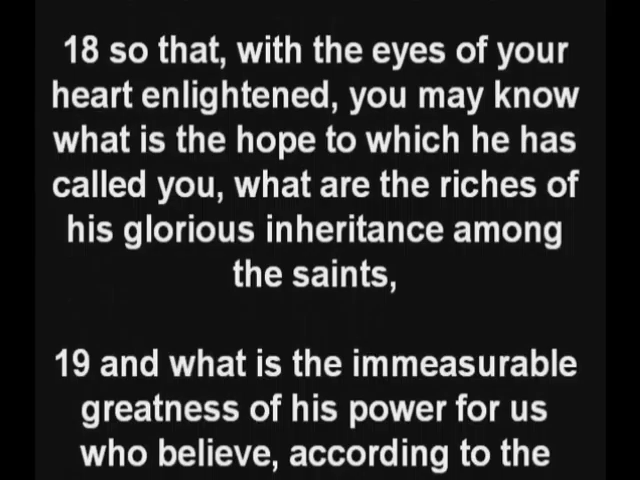 18 so that, with the eyes of your
heart enlightened, you may know
what is the hope to which he has
called you, what are the riches of
his glorious inheritance among
the saints,
19 and what is the immeasurable
greatness of his power for us
who believe, according to the